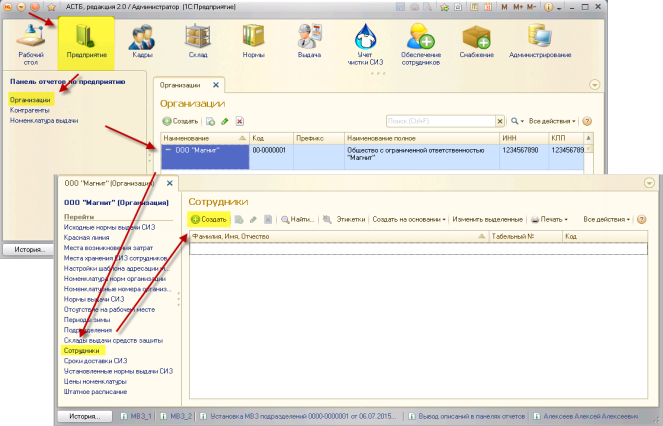 АСТБ, редакция 2.0 / Администратор (1С:Предприятие)
M M+ M-
Рабочий стол
Предприятие
Кадры
Склад
Нормы
Выдача
Учет чистки СИЗ
Обеспечение сотрудников
Снабжение
Администрирование
Панель отчетов по предприятию
Организации
Контрагенты
Номенклатура выдачи
Организации
Организации
Создать
Поиск (Ctrl+F)
Все действия
Наименование Код Префикс Наименование полное ИНН КПП
ООО "Магнит" 00-0000001 Общество с ограниченной ответственностью "Магнит" 1234567890 123456789
История...
ООО "Магнит" (Организация)
ООО "Магнит" (Организация)
Перейти
Исходные нормы выдачи СИЗ
Красная линия
Места возникновения затрат
Места хранения СИЗ сотрудников
Настройки шаблона адресации м...
Номенклатура норм организации
Номенклатурные номера организ...
Нормы выдачи СИЗ
Отсутствие на рабочем месте
Периоды зимы
Подразделения
Склады выдачи средств защиты
Сотрудники
Сроки доставки СИЗ
Установленные нормы выдачи СИЗ
Цены номенклатуры
Штатное расписание
Сотрудники
Создать Найти... Этикетки Создать на основании Изменить выделенные Печать Все действия
Фамилия, Имя, Отчество Табельный № Код
История... МВЗ_1 МВЗ_2 Установка МВЗ подразделений 0000-0000001 от 06.07.2015... Вывод описаний в панелях отчетов Алексеев Алексей Алексеевич